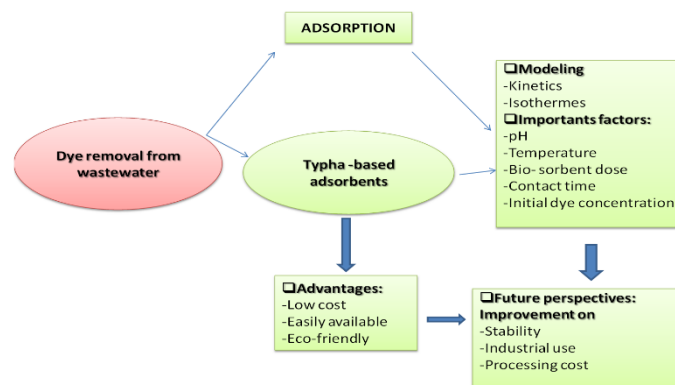 ADSORPTION
Dye removal from
wastewater
Typha -based
adsorbents
❑Modeling
-Kinetics
-Isothermes
❑Importants factors:
-pH
-Temperature
-Bio- sorbent dose
-Contact time
-Initial dye concentration
❑Advantages:
-Low cost
-Easily available
-Eco-friendly
❑Future perspectives:
Improvement on
-Stability
-Industrial use
-Processing cost